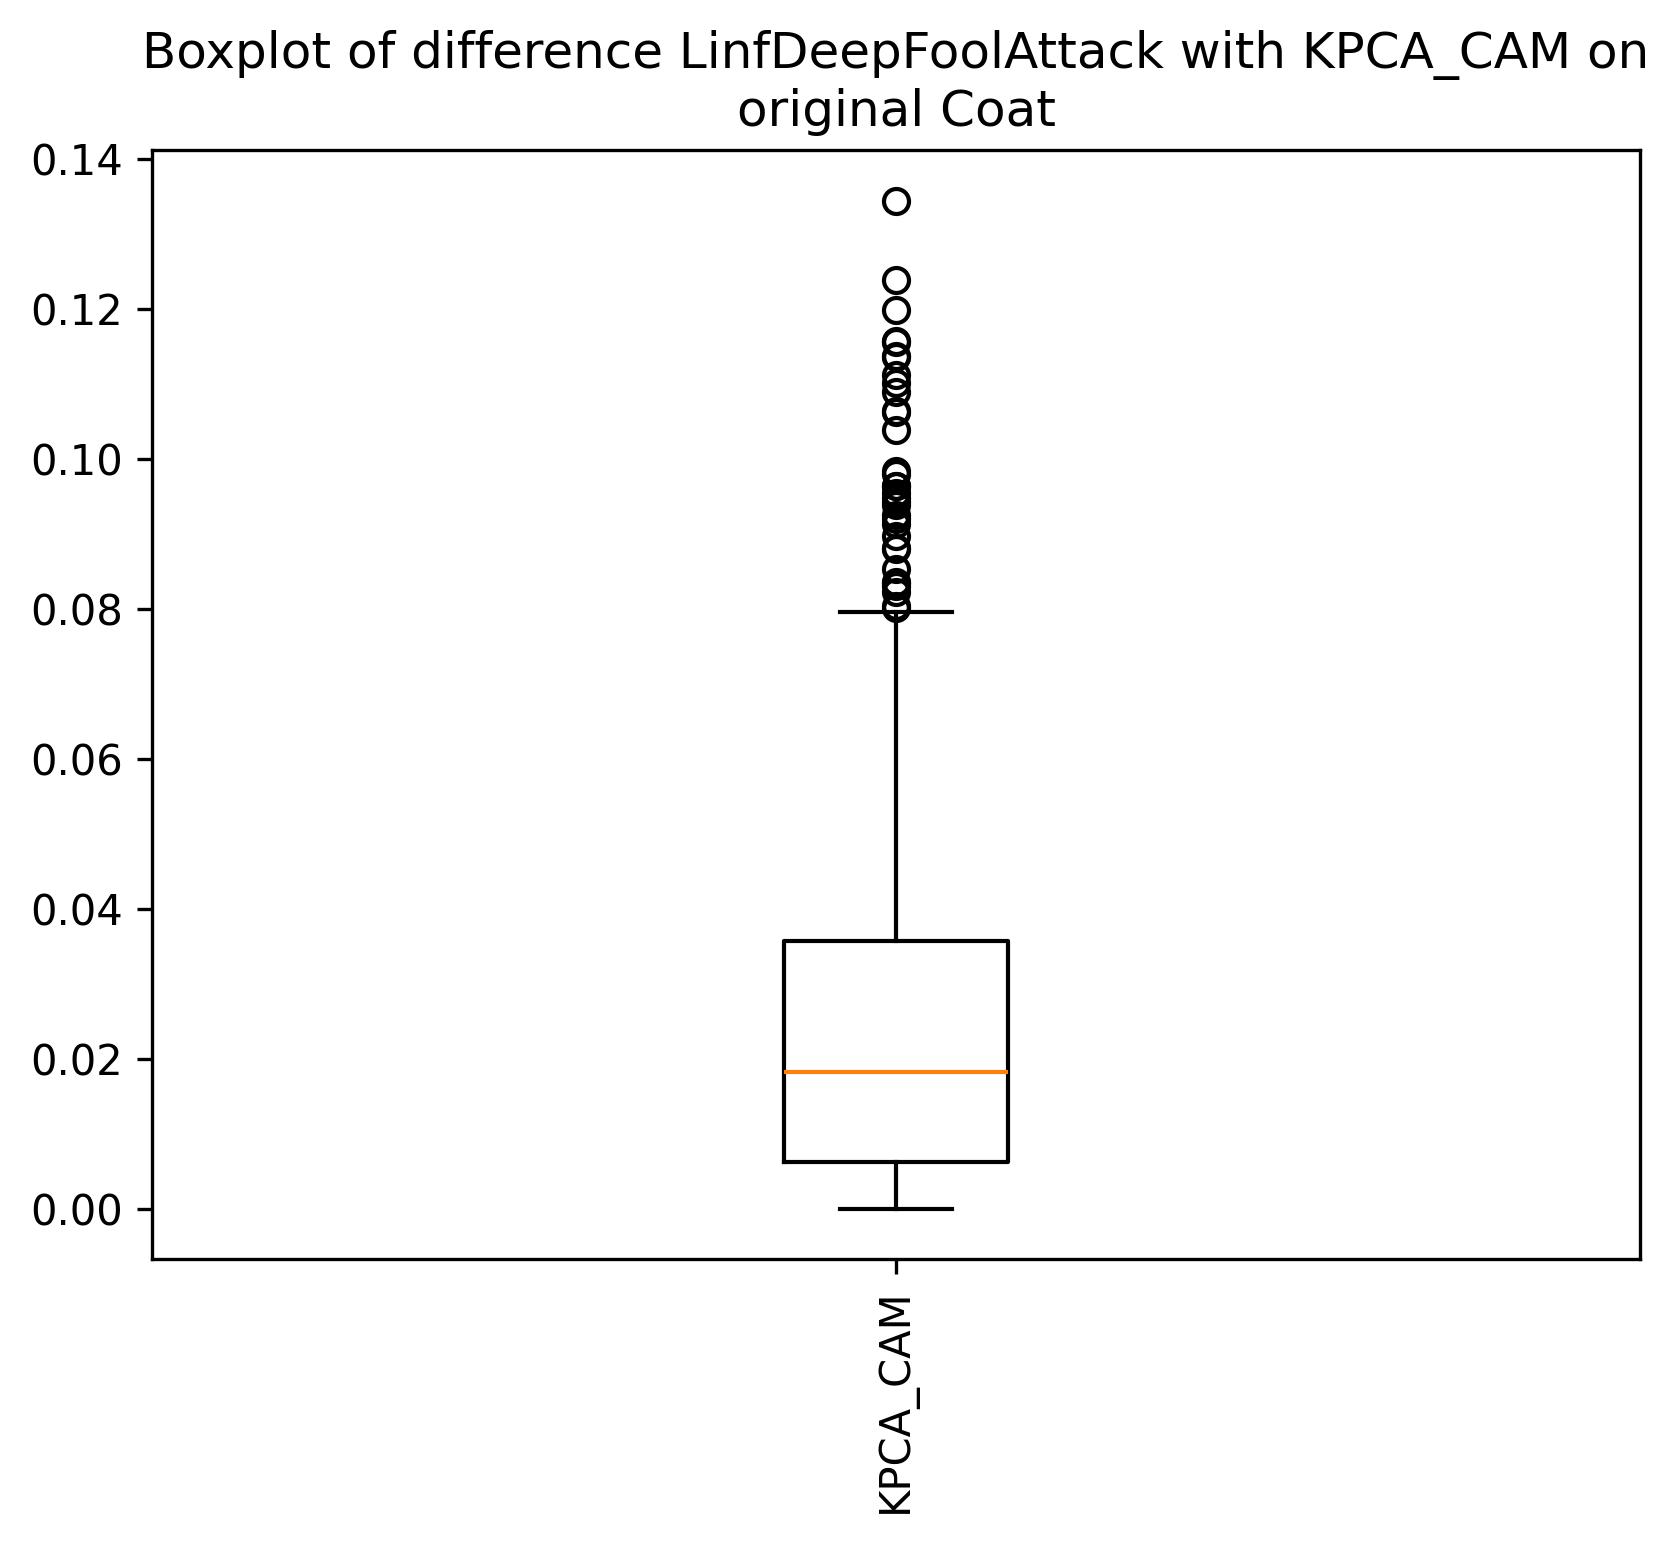 Boxplot of difference LinfDeepFoolAttack with KPCA_CAM on
original Coat
0.14
0.12
0.10
0.08
0.06
0.04
0.02
0.00
KPCA_CAM